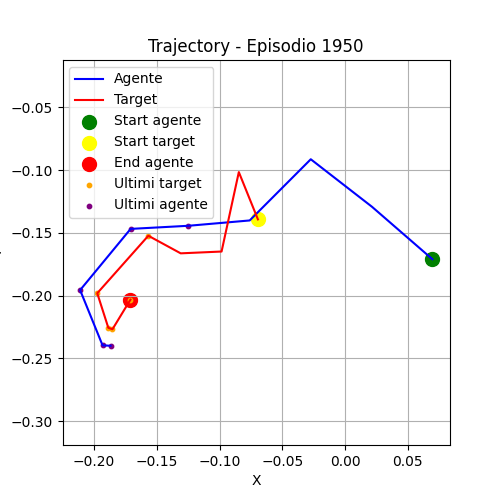 Trajectory - Episodio 1950
Agente
Target
Start agente
Start target
End agente
Ultimi target
Ultimi agente
−0.05
−0.10
−0.15
−0.20
−0.25
−0.30
−0.20
−0.15
−0.10
−0.05
0.00
0.05
X